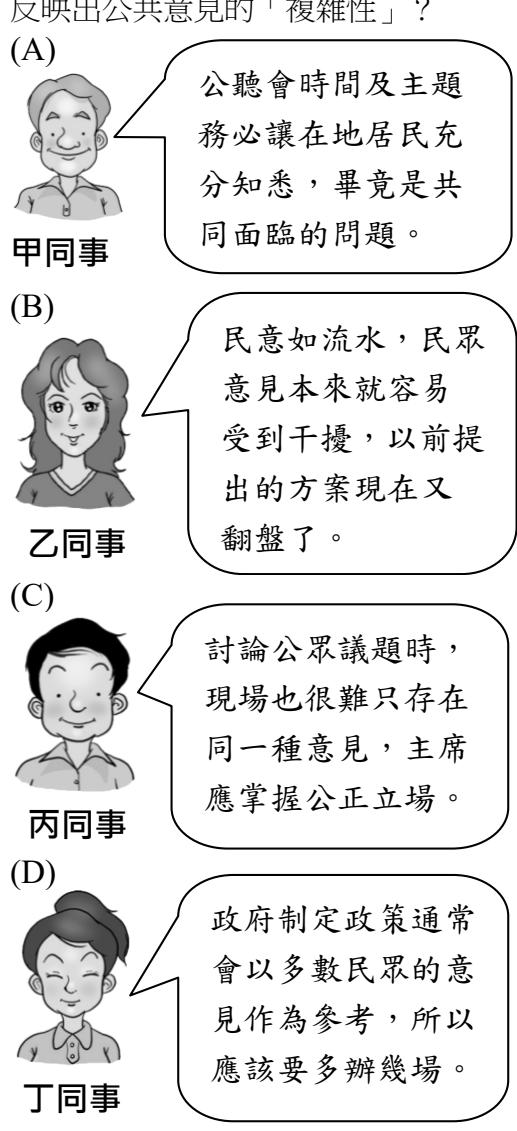 反映出公共意見的「複雜性」?
(A)
公聽會時間及主題
務必讓在地居民充
分知悉，畢竟是共
同面臨的問題。
甲同事
(B)
民意如流水，民眾
意見本來就容易
受到干擾，以前提
出的方案現在又
翻盤了。
乙同事
(C)
討論公眾議題時，
現場也很難只存在
同一種意見，主席
應掌握公正立場。
丙同事
(D)
政府制定政策通常
會以多數民眾的意
見作為參考，所以
應該要多辦幾場。
丁同事